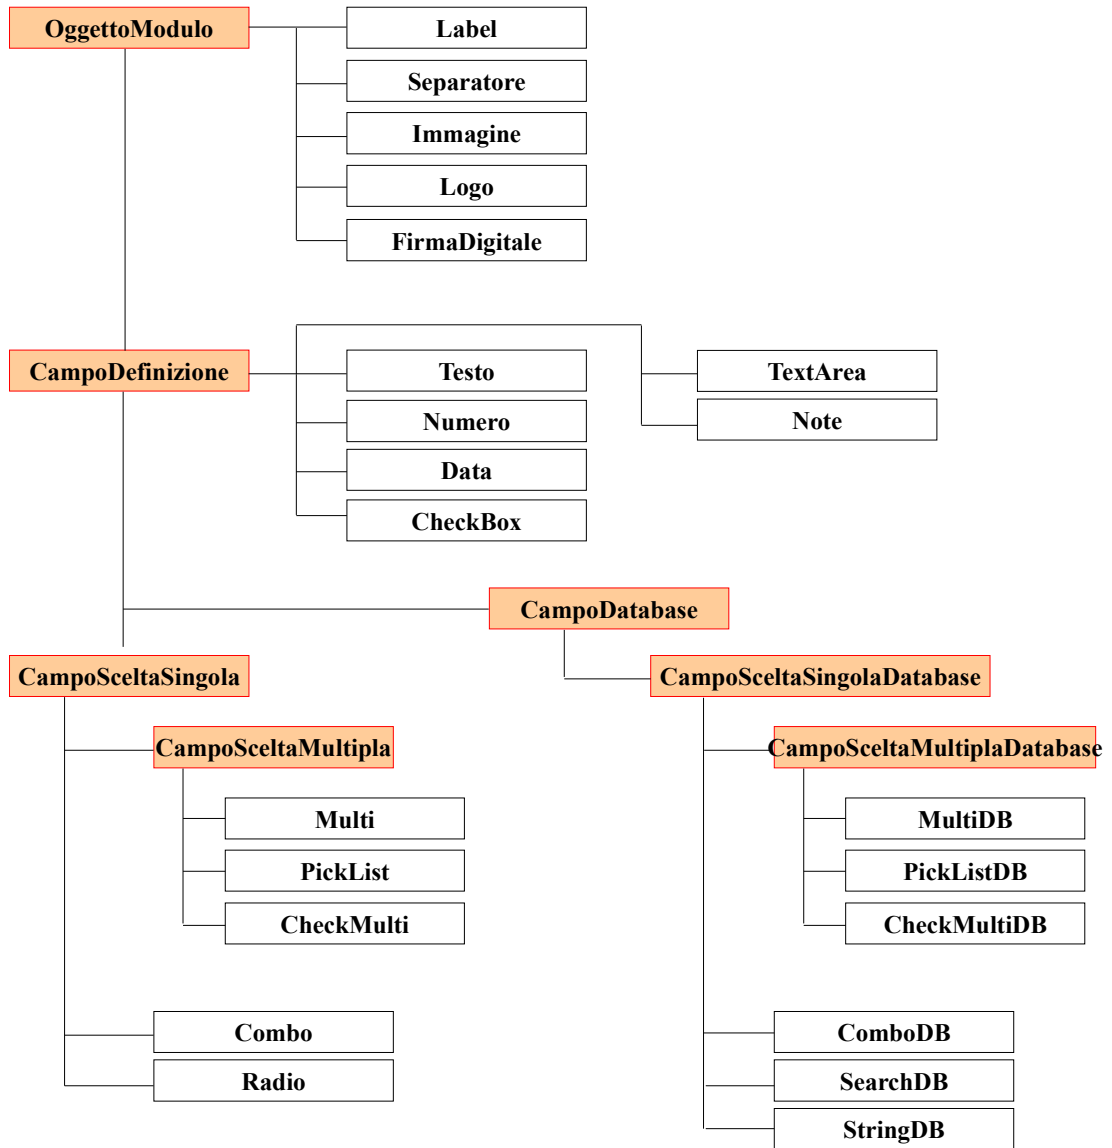 OggettoModulo
Label
Separatore
Immagine
Logo
FirmaDigitale
CampoDefinizione
Testo
TextArea
Numero
Note
Data
CheckBox
CampoDatabase
CampoSceltaSingola
CampoSceltaSingolaDatabase
CampoSceltaMultipla
CampoSceltaMultiplaDatabase
Multi
MultiDB
PickList
PickListDB
CheckMulti
CheckMultiDB
Combo
ComboDB
Radio
SearchDB
StringDB